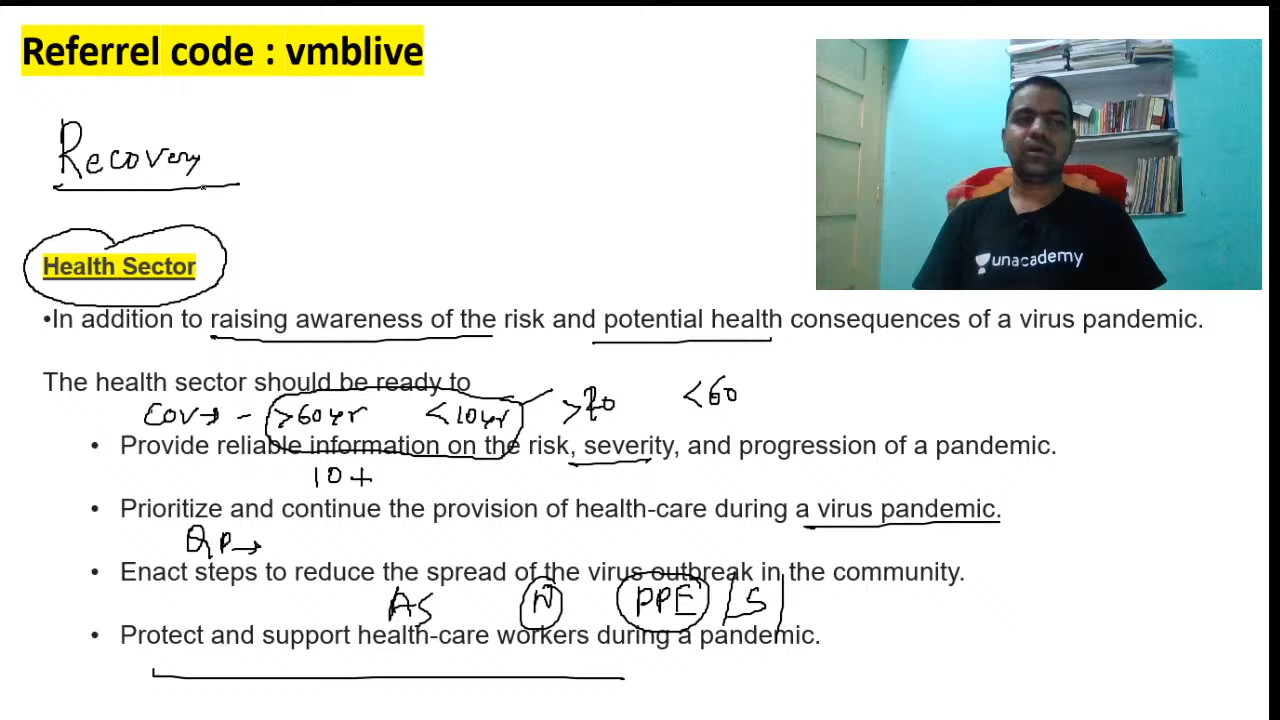 Referrel code : vmblive
Recovery
unacademy
Health Sector
•In addition to raising awareness of the risk and potential health consequences of a virus pandemic.
The health sector should be ready to
COV→ - >60yr <10yr >70 <60
• Provide reliable information on the risk, severity, and progression of a pandemic.
10+
• Prioritize and continue the provision of health-care during a virus pandemic.
• Enact steps to reduce the spread of the virus outbreak in the community.
AS N PPE S
• Protect and support health-care workers during a pandemic.